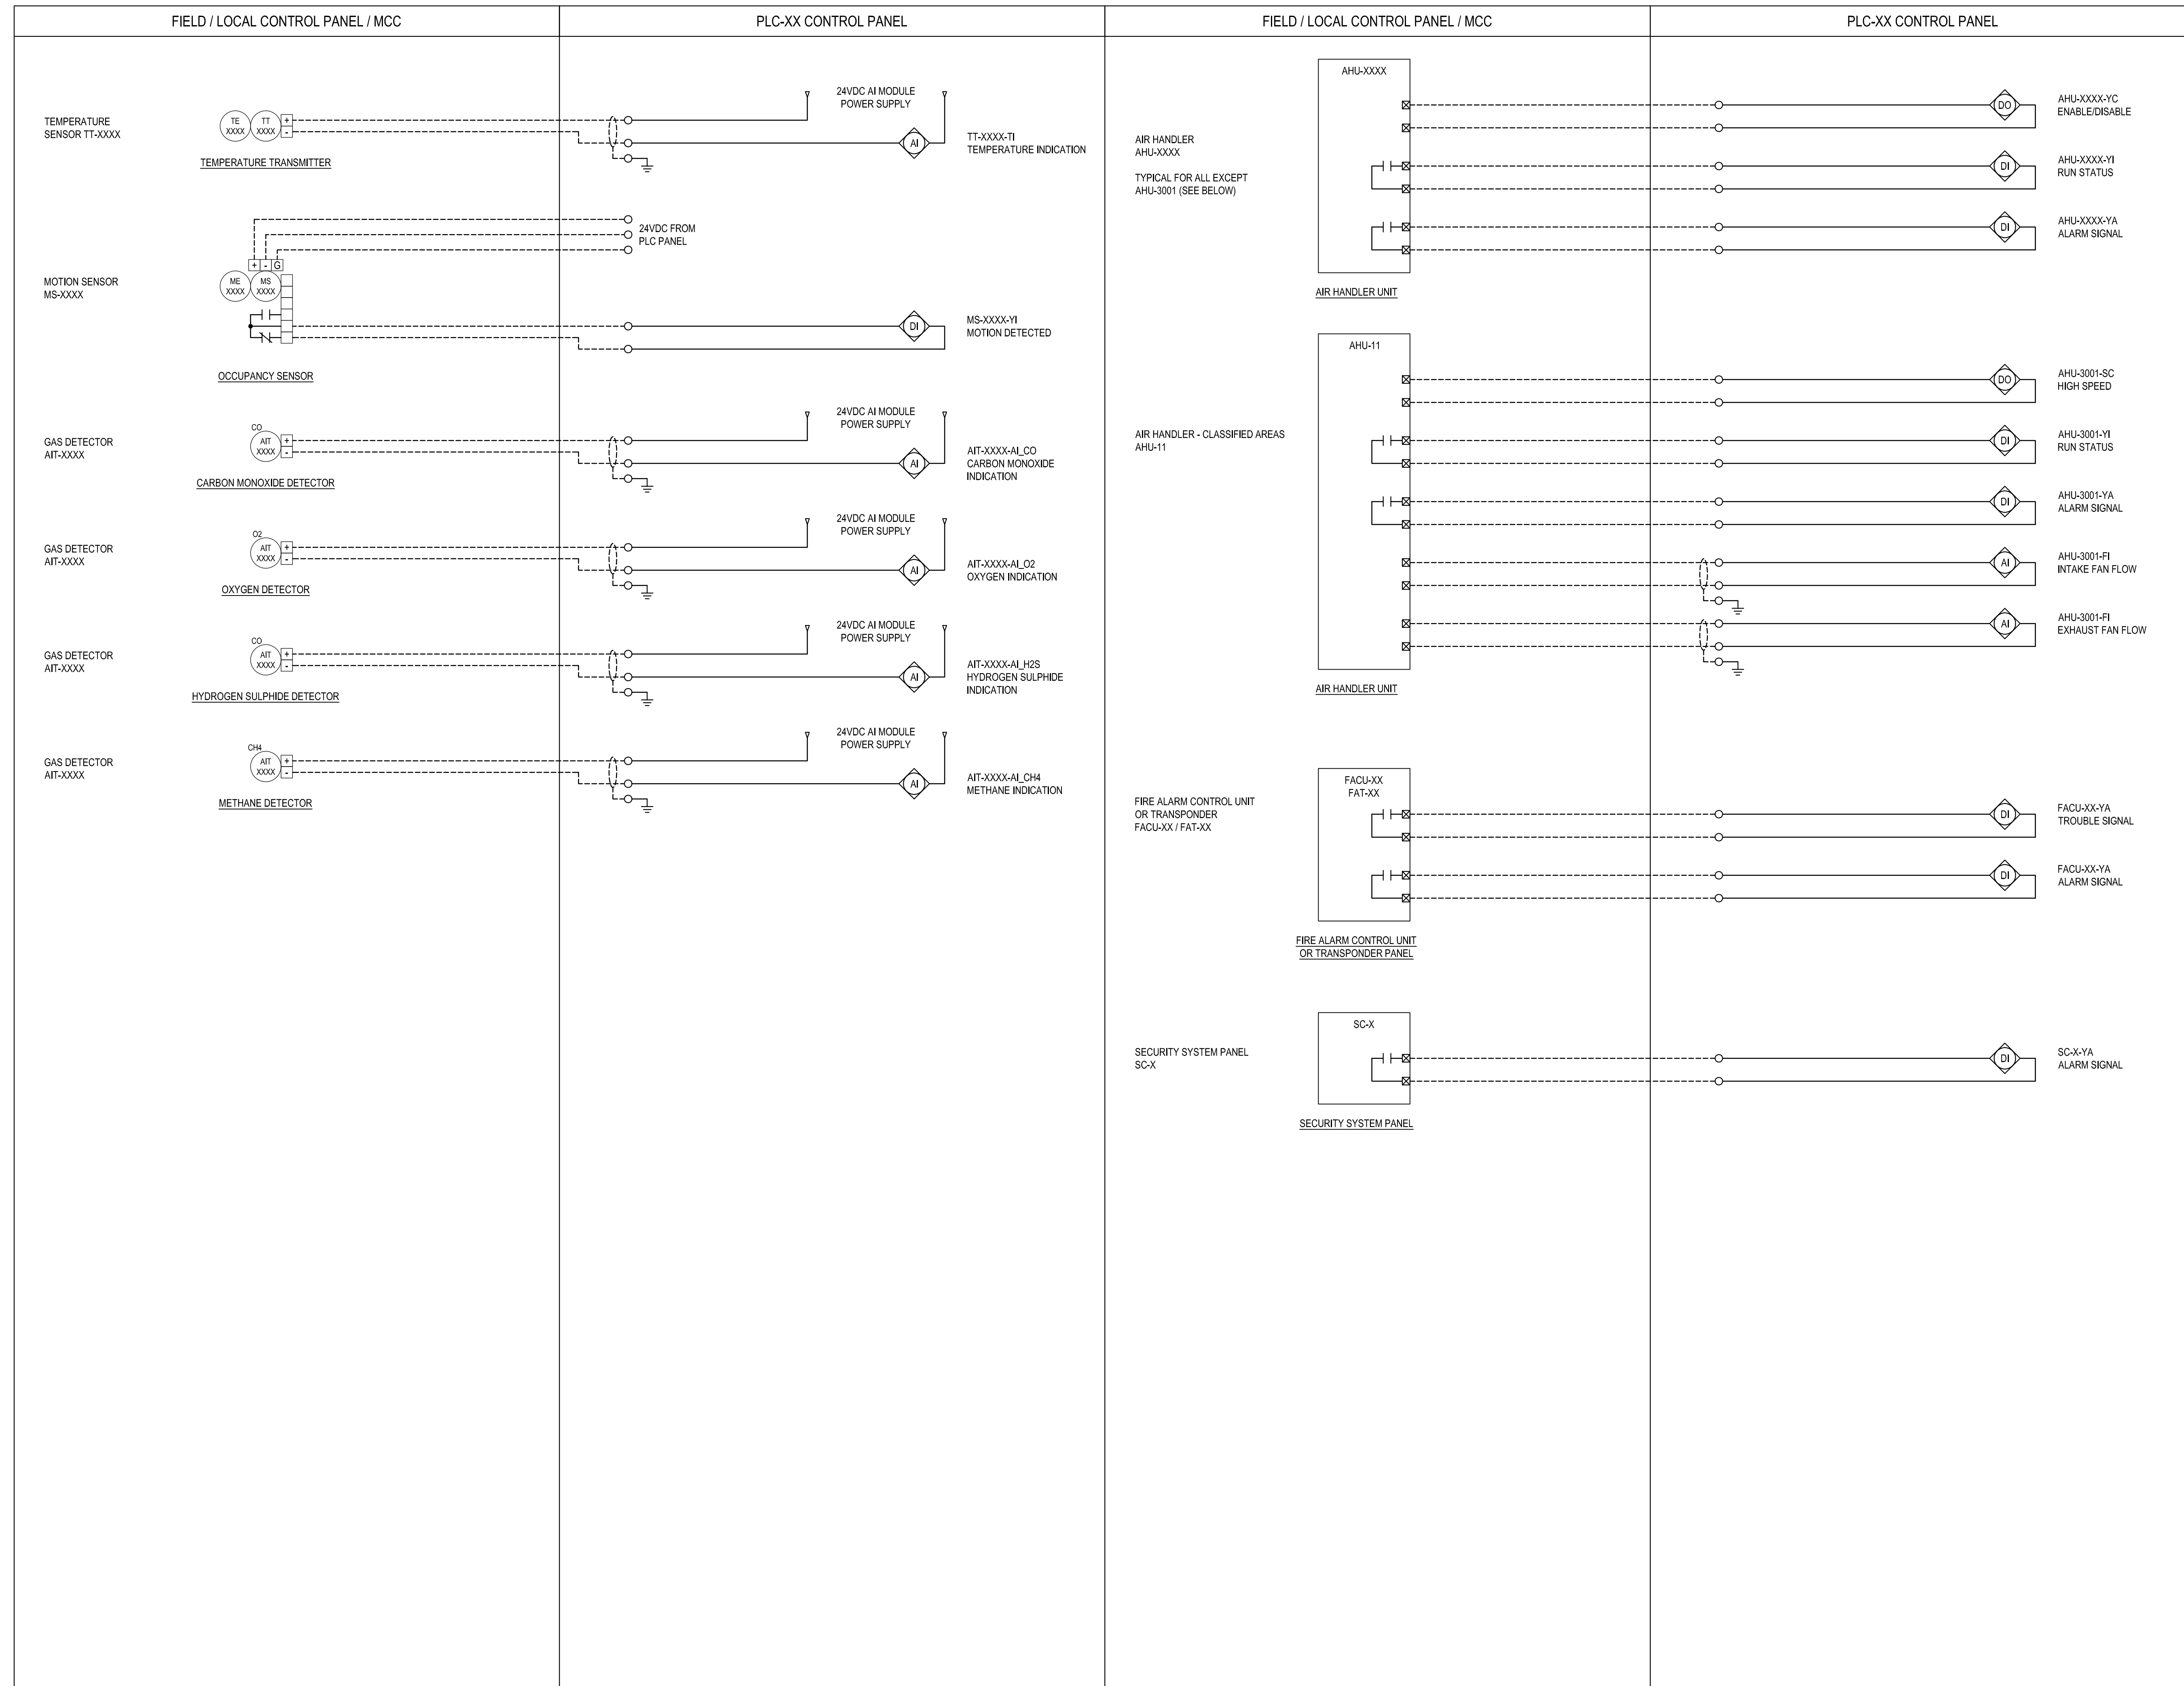 FIELD / LOCAL CONTROL PANEL / MCC
PLC-XX CONTROL PANEL
FIELD / LOCAL CONTROL PANEL / MCC
PLC-XX CONTROL PANEL
TEMPERATURE
SENSOR TT-XXXX
TE
XXXX
TT
XXXX
+
-
TEMPERATURE TRANSMITTER
24VDC AI MODULE
POWER SUPPLY
AI
TT-XXXX-TI
TEMPERATURE INDICATION
24VDC FROM
PLC PANEL
MOTION SENSOR
MS-XXXX
+ - G
ME
XXXX
MS
XXXX
OCCUPANCY SENSOR
DI
MS-XXXX-YI
MOTION DETECTED
GAS DETECTOR
AIT-XXXX
CO
AIT
XXXX
+
-
CARBON MONOXIDE DETECTOR
24VDC AI MODULE
POWER SUPPLY
AI
AIT-XXXX-AI_CO
CARBON MONOXIDE
INDICATION
GAS DETECTOR
AIT-XXXX
O2
AIT
XXXX
+
-
OXYGEN DETECTOR
24VDC AI MODULE
POWER SUPPLY
AI
AIT-XXXX-AI_O2
OXYGEN INDICATION
GAS DETECTOR
AIT-XXXX
CO
AIT
XXXX
+
-
HYDROGEN SULPHIDE DETECTOR
24VDC AI MODULE
POWER SUPPLY
AI
AIT-XXXX-AI_H2S
HYDROGEN SULPHIDE
INDICATION
GAS DETECTOR
AIT-XXXX
CH4
AIT
XXXX
+
-
METHANE DETECTOR
24VDC AI MODULE
POWER SUPPLY
AI
AIT-XXXX-AI_CH4
METHANE INDICATION
AIR HANDLER
AHU-XXXX
TYPICAL FOR ALL EXCEPT
AHU-3001 (SEE BELOW)
AHU-XXXX
AIR HANDLER UNIT
DO
AHU-XXXX-YC
ENABLE/DISABLE
DI
AHU-XXXX-YI
RUN STATUS
DI
AHU-XXXX-YA
ALARM SIGNAL
AIR HANDLER - CLASSIFIED AREAS
AHU-11
AHU-11
AIR HANDLER UNIT
DO
AHU-3001-SC
HIGH SPEED
DI
AHU-3001-YI
RUN STATUS
DI
AHU-3001-YA
ALARM SIGNAL
AI
AHU-3001-FI
INTAKE FAN FLOW
AI
AHU-3001-FI
EXHAUST FAN FLOW
FIRE ALARM CONTROL UNIT
OR TRANSPONDER
FACU-XX / FAT-XX
FACU-XX
FAT-XX
FIRE ALARM CONTROL UNIT
OR TRANSPONDER PANEL
DI
FACU-XX-YA
TROUBLE SIGNAL
DI
FACU-XX-YA
ALARM SIGNAL
SECURITY SYSTEM PANEL
SC-X
SC-X
SECURITY SYSTEM PANEL
DI
SC-X-YA
ALARM SIGNAL